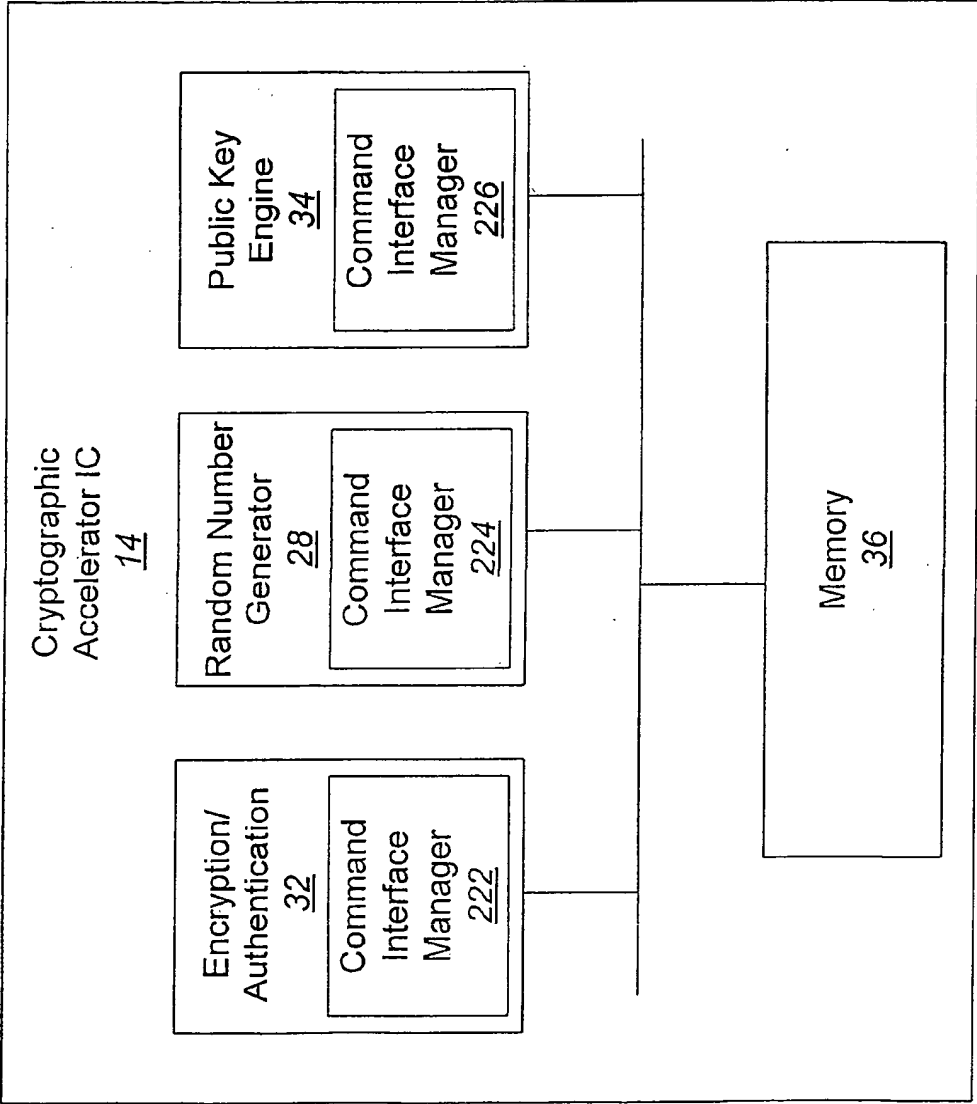 Cryptographic
Accelerator IC
14
Encryption/
Authentication
32
Command
Interface
Manager
222
Random Number
Generator
28
Command
Interface
Manager
224
Public Key
Engine
34
Command
Interface
Manager
226
Memory
36